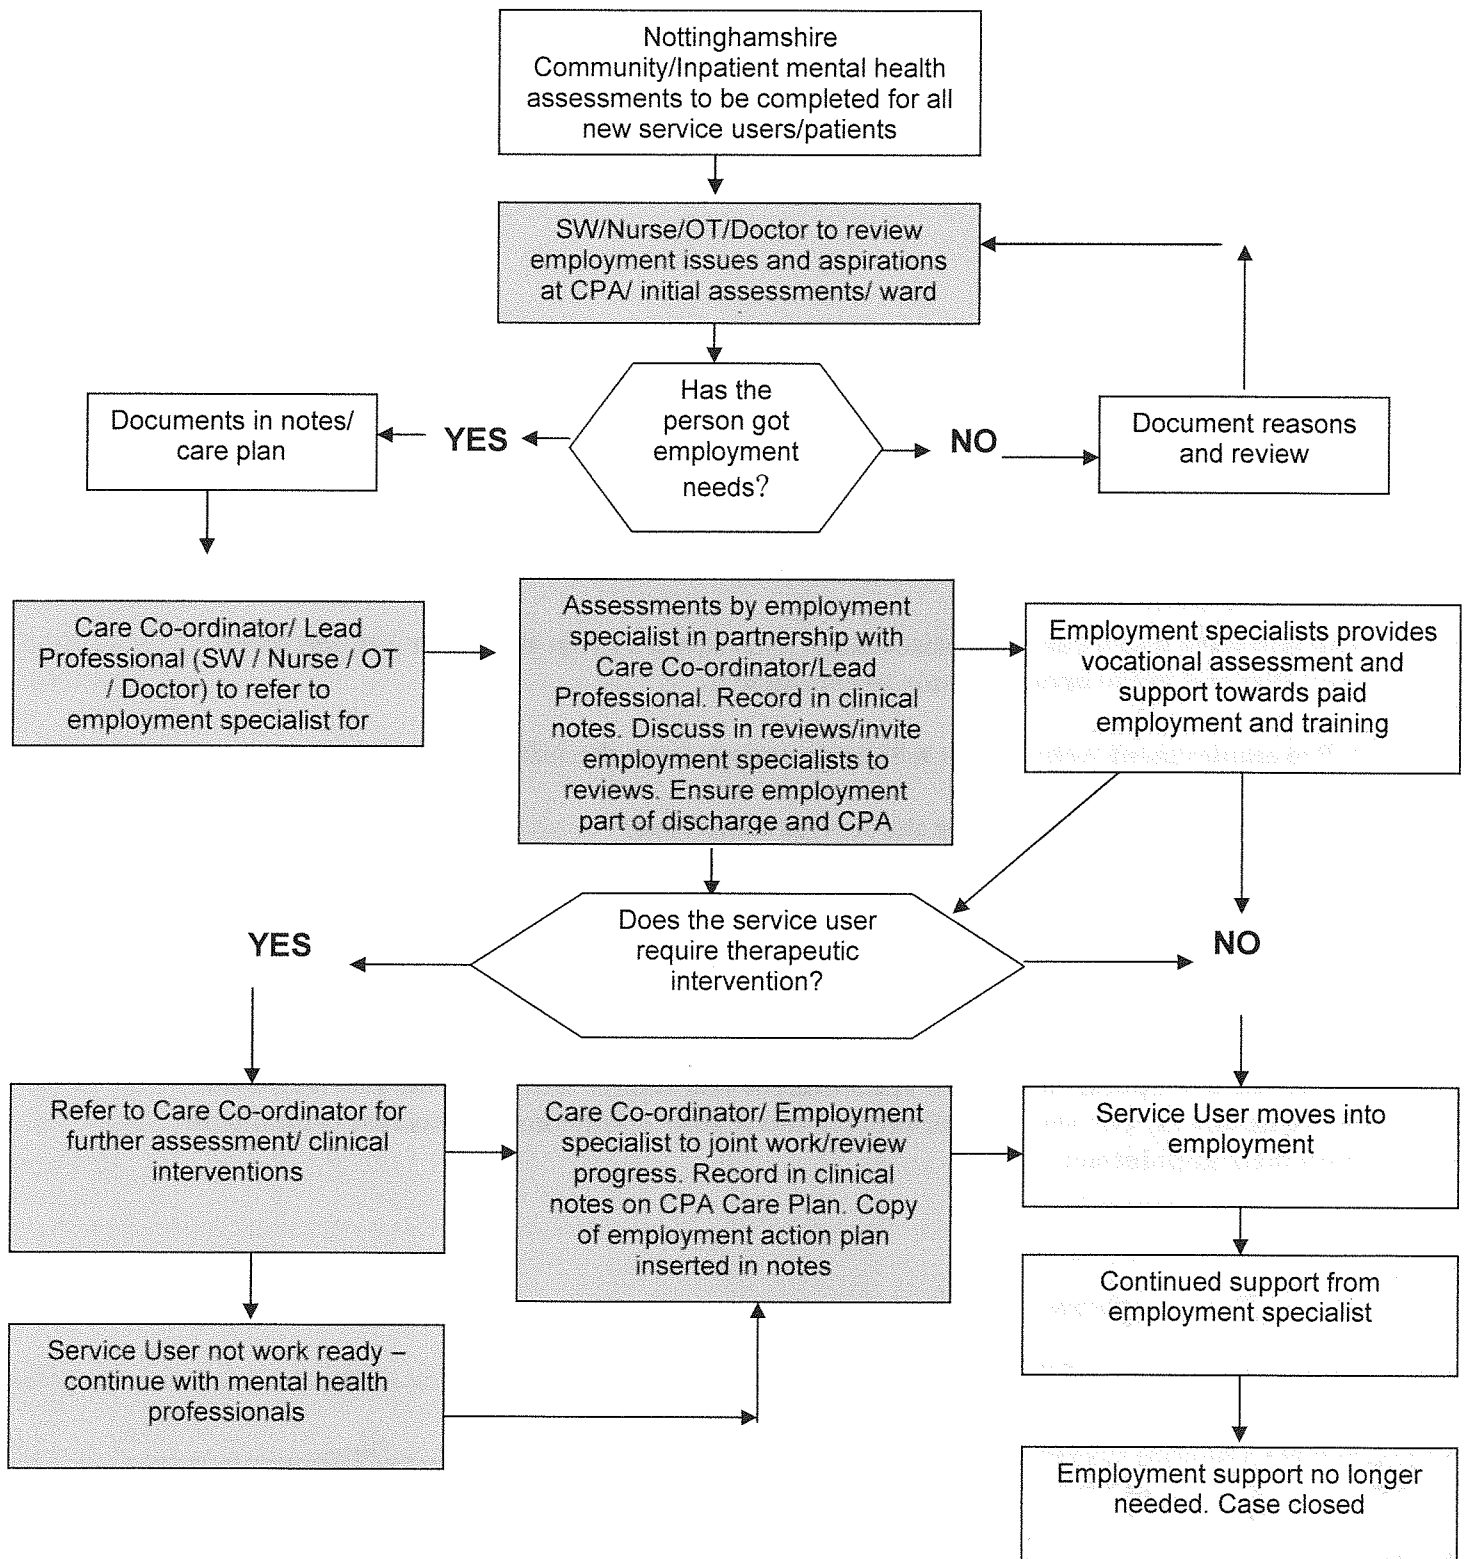 Nottinghamshire
Community/Inpatient mental health
assessments to be completed for all
new service users/patients
SW/Nurse/OT/Doctor to review
employment issues and aspirations
at CPA/ initial assessments/ ward
Has the
person got
employment
needs?
YES
NO
Documents in notes/
care plan
Document reasons
and review
Care Co-ordinator/ Lead
Professional (SW / Nurse / OT
/ Doctor) to refer to
employment specialist for
Assessments by employment
specialist in partnership with
Care Co-ordinator/Lead
Professional. Record in clinical
notes. Discuss in reviews/invite
employment specialists to
reviews. Ensure employment
part of discharge and CPA
Employment specialists provides
vocational assessment and
support towards paid
employment and training
Does the service user
require therapeutic
intervention?
YES
NO
Refer to Care Co-ordinator for
further assessment/ clinical
interventions
Care Co-ordinator/ Employment
specialist to joint work/review
progress. Record in clinical
notes on CPA Care Plan. Copy
of employment action plan
inserted in notes
Service User moves into
employment
Service User not work ready –
continue with mental health
professionals
Continued support from
employment specialist
Employment support no longer
needed. Case closed